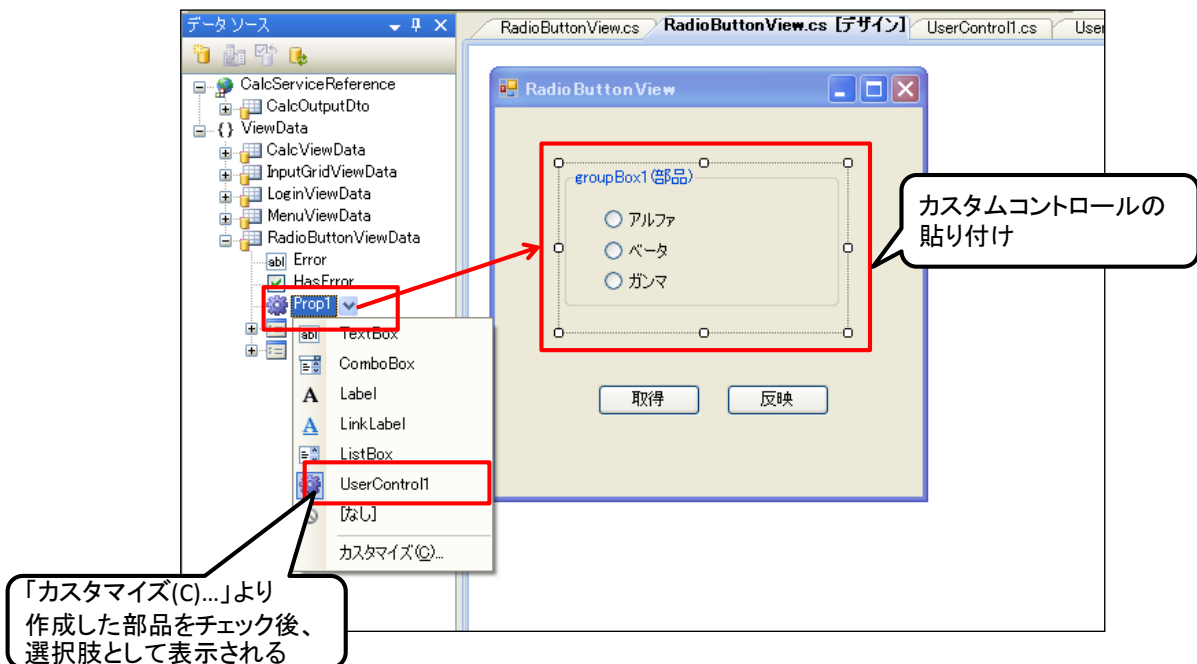 データ ソース
RadioButtonView.cs
RadioButtonView.cs [デザイン]
UserControl1.cs
User
CalcServiceReference
CalcOutputDto
{} ViewData
CalcViewData
InputGridViewData
LoginViewData
MenuViewData
RadioButtonViewData
abl Error
HasError
Prop1
abl TextBox
ComboBox
A Label
A LinkLabel
ListBox
UserControl1
[なし]
カスタマイズ(C)...
RadioButtonView
groupBox1(部品)
アルファ
ベータ
ガンマ
取得
反映
カスタムコントロールの
貼り付け
「カスタマイズ(C)...」より
作成した部品をチェック後、
選択肢として表示される